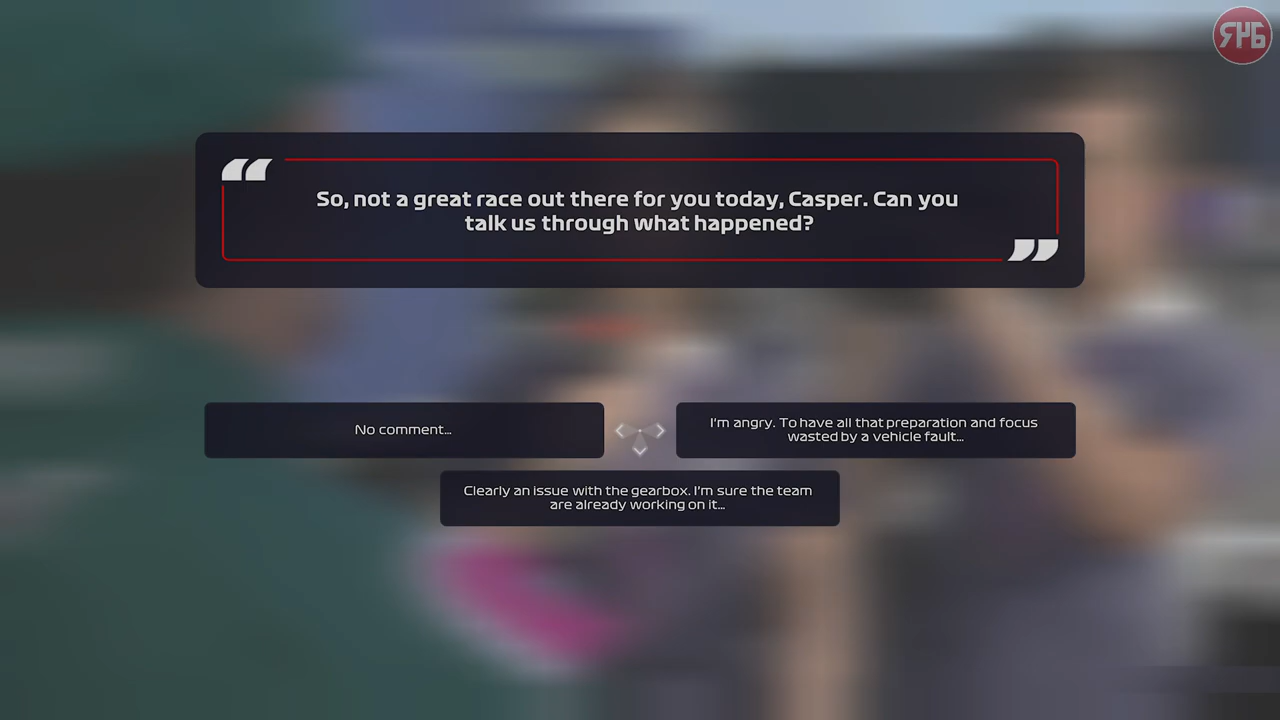 ЯЧБ
So, not a great race out there for you today, Casper. Can you
talk us through what happened?
No comment...
I'm angry. To have all that preparation and focus
wasted by a vehicle fault...
Clearly an issue with the gearbox. I'm sure the team
are already working on it...